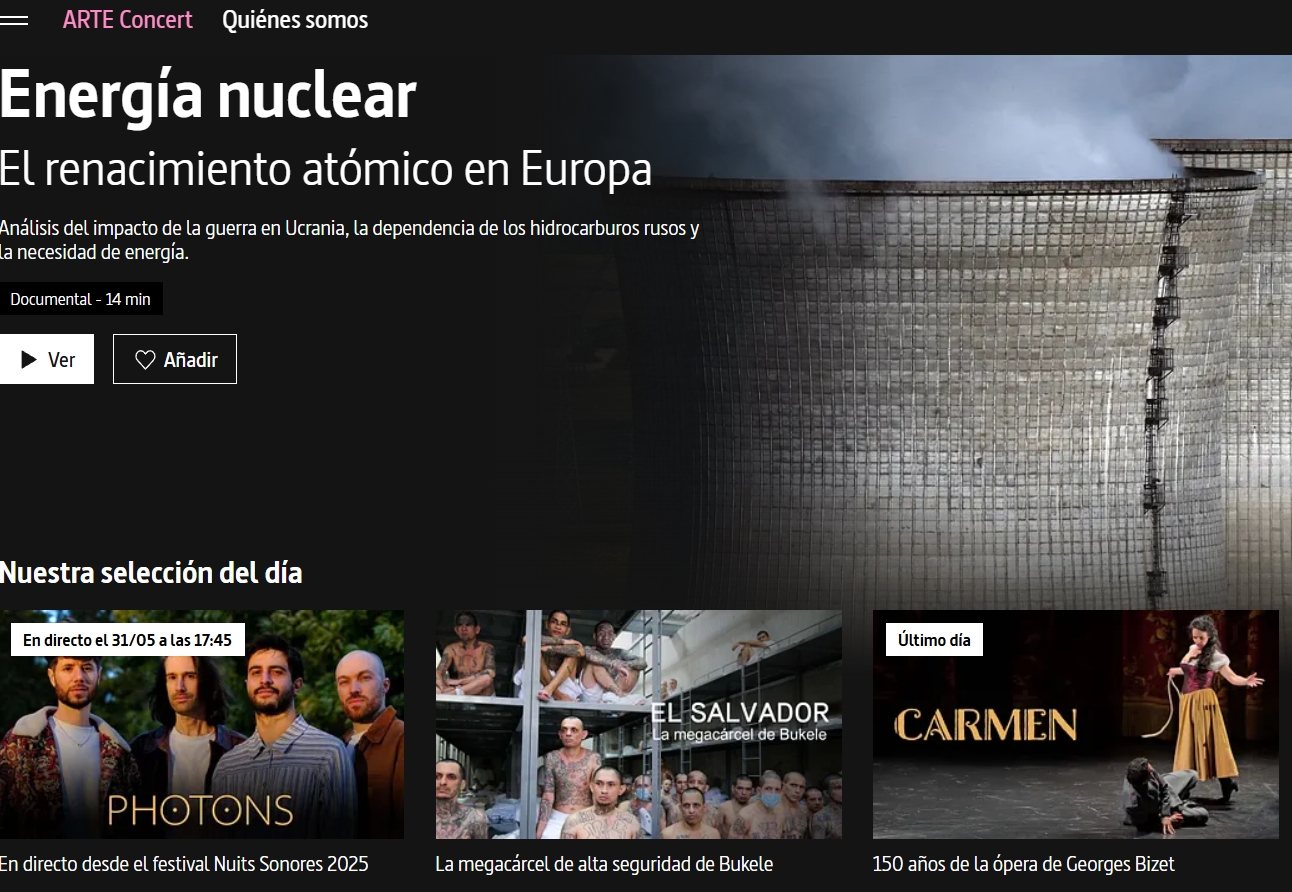 ARTE Concert Quiénes somos
Energía nuclear
El renacimiento atómico en Europa
Análisis del impacto de la guerra en Ucrania, la dependencia de los hidrocarburos rusos y
la necesidad de energía.
Documental - 14 min
Ver Añadir
Nuestra selección del día
En directo el 31/05 a las 17:45
PHOTONS
En directo desde el festival Nuits Sonores 2025
EL SALVADOR
La megacárcel de Bukele
La megacárcel de alta seguridad de Bukele
Último día
CARMEN
150 años de la ópera de Georges Bizet